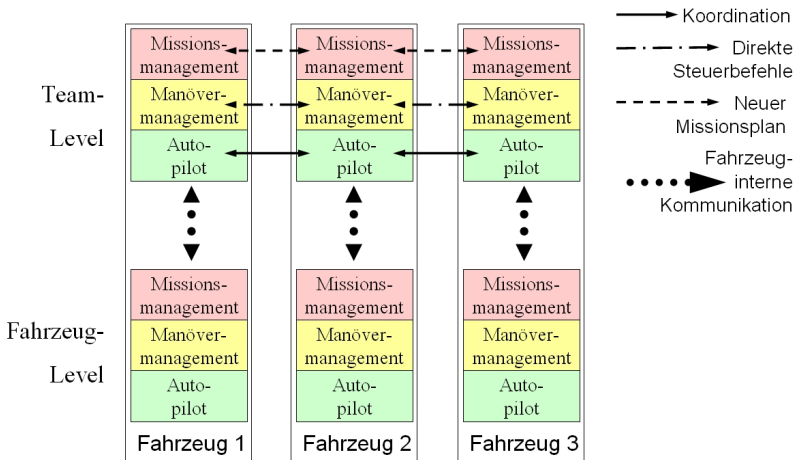 Team-
Level
Missions-
management
Manöver-
management
Auto-
pilot
Missions-
management
Manöver-
management
Auto-
pilot
Missions-
management
Manöver-
management
Auto-
pilot
Koordination
Direkte
Steuerbefehle
Neuer
Missionsplan
Fahrzeug-
interne
Kommunikation
Fahrzeug-
Level
Missions-
management
Manöver-
management
Auto-
pilot
Fahrzeug 1
Missions-
management
Manöver-
management
Auto-
pilot
Fahrzeug 2
Missions-
management
Manöver-
management
Auto-
pilot
Fahrzeug 3